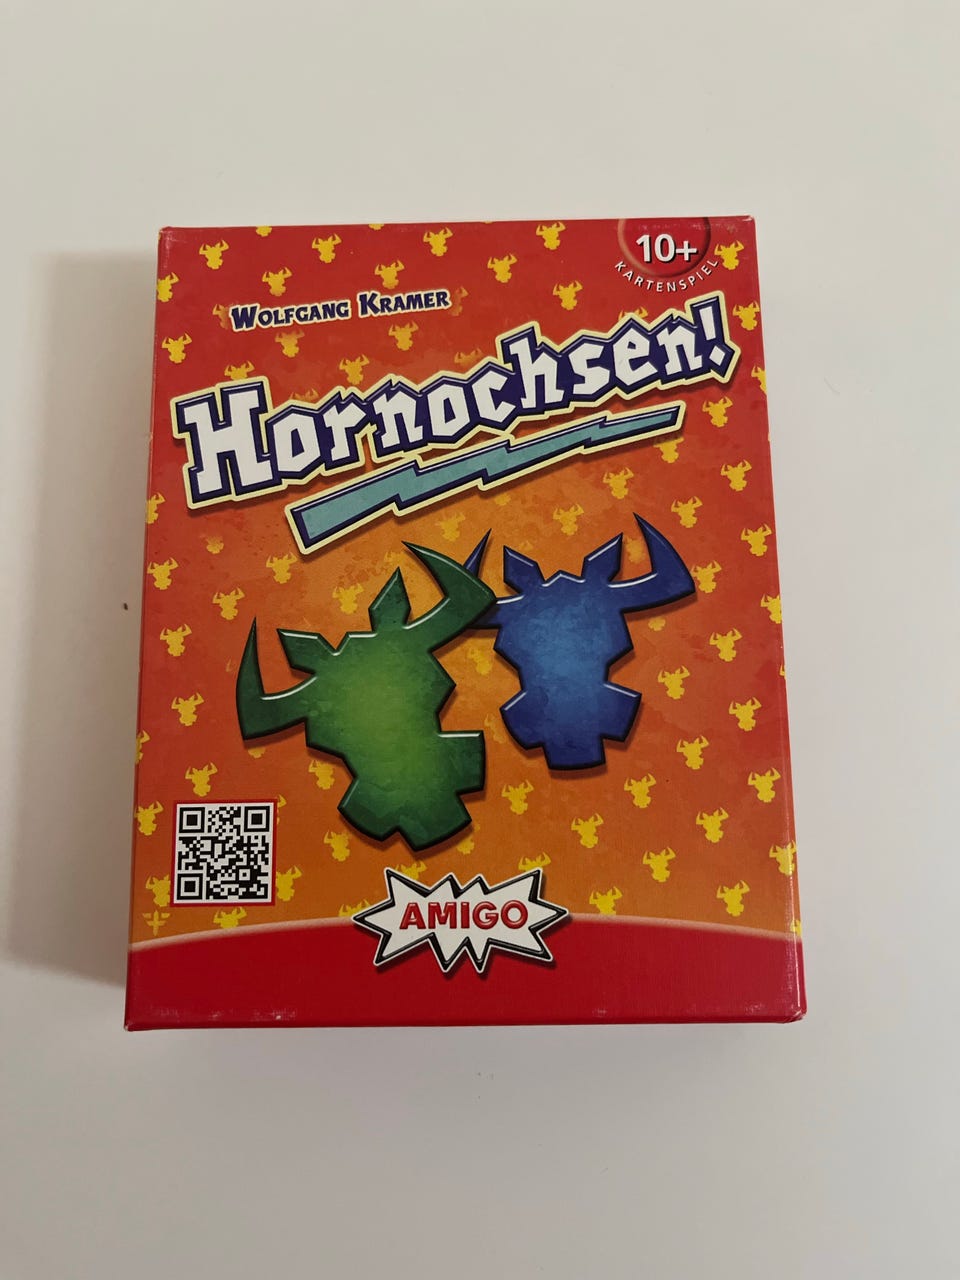 10+
KARTENSPIEL
WOLFGANG KRAMER
Hornochsen!
AMIGO